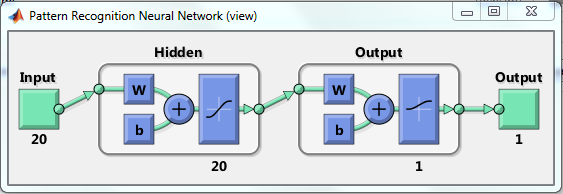 Pattern Recognition Neural Network (view)
Hidden
Output
Input
W
b
+
W
b
+
Output
20
20
1
1